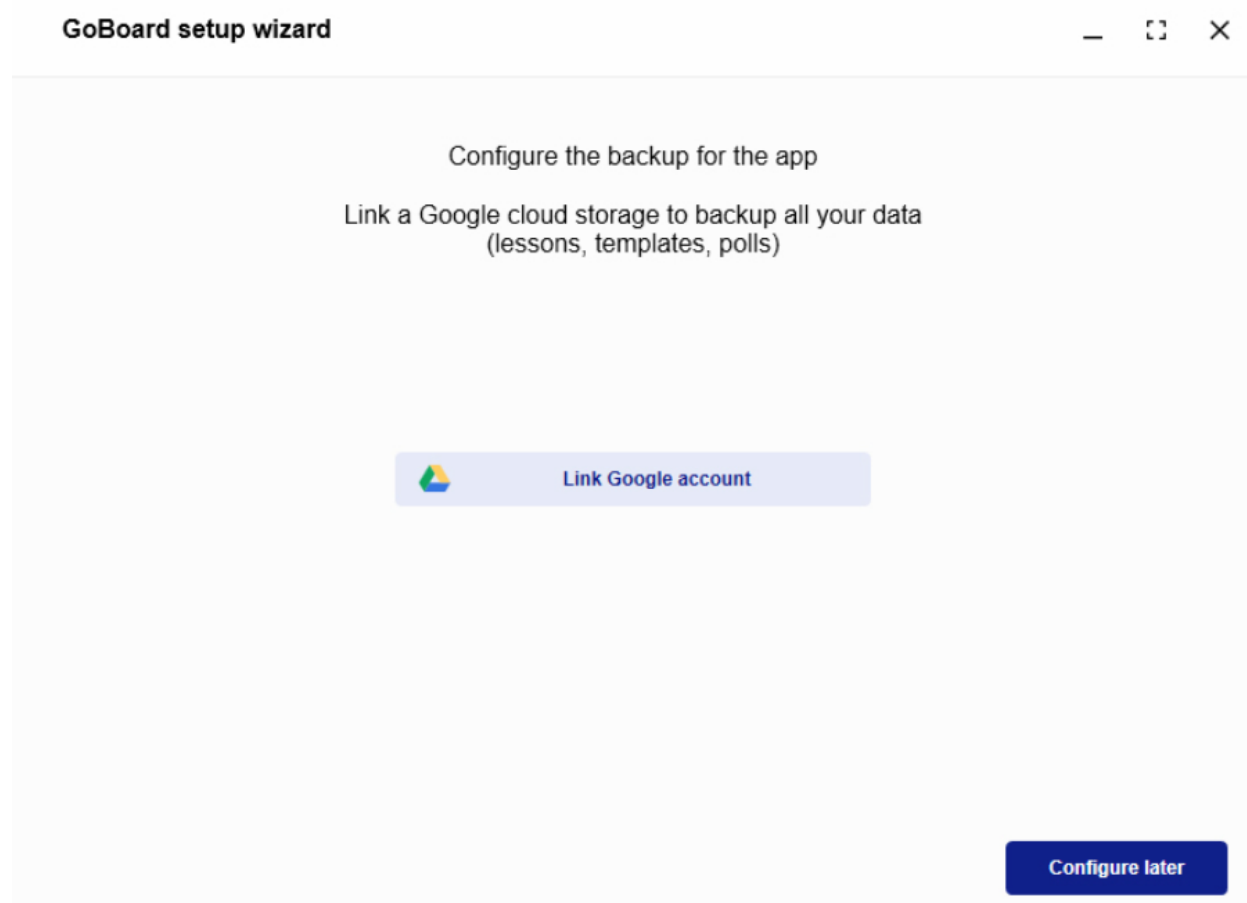 GoBoard setup wizard
Configure the backup for the app
Link a Google cloud storage to backup all your data
(lessons, templates, polls)
Link Google account
Configure later